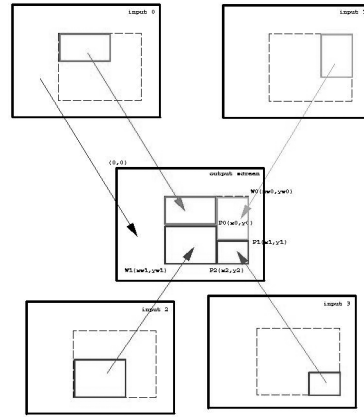 input 0
input 1
(0,0)
output screen
W0(xw0,yw0)
P0(x0,y0)
P1(x1,y1)
W1(xw1,yw1)
P2(x2,y2)
input 2
input 3